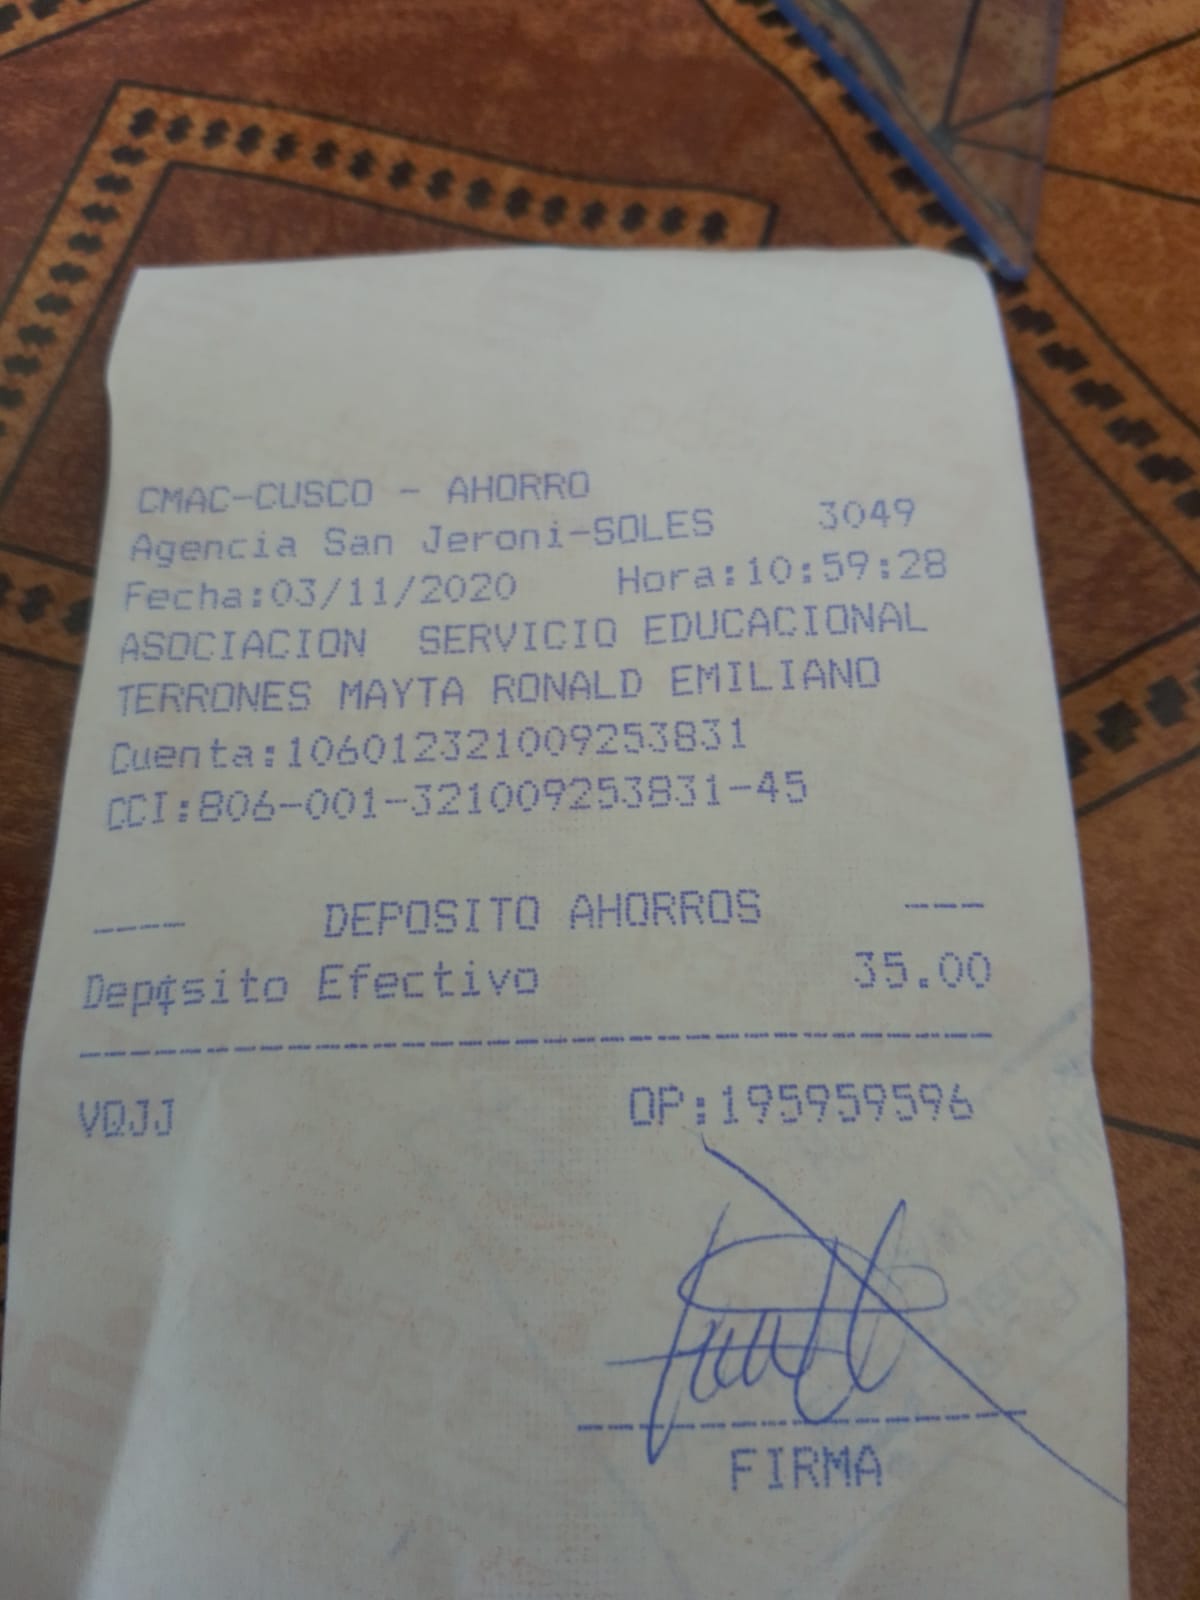 CMAC-CUSCO - AHORRO
Agencia San Jeroni-SOLES 3049
Fecha:03/11/2020 Hora:10:59:28
ASOCIACION SERVICIO EDUCACIONAL
TERRONES MAYTA RONALD EMILIANO
Cuenta:106012321009253831
CCI:806-001-321009253831-45
---- DEPOSITO AHORROS ---
Dep¢sito Efectivo 35.00
VQJJ OP:195959596
FIRMA